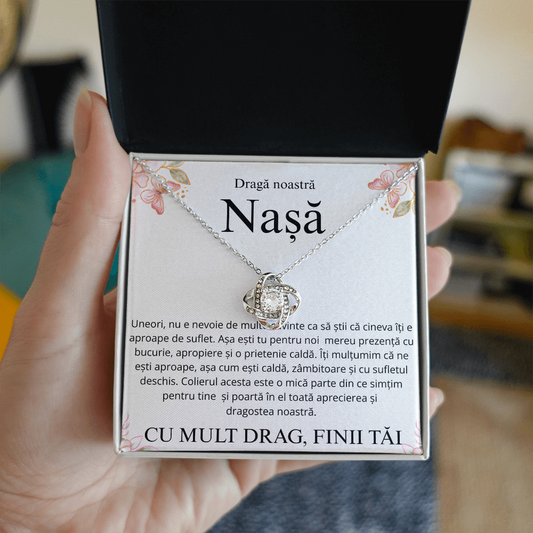 Dragă noastră
Nașă
Uneori, nu e nevoie de multe cuvinte ca să știi că cineva îți e
aproape de suflet. Așa ești tu pentru noi mereu prezență cu
bucurie, apropiere și o prietenie caldă. Îți mulțumim că ne
ești aproape, așa cum ești caldă, zâmbitoare și cu sufletul
deschis. Colierul acesta este o mică parte din ce simțim
pentru tine și poartă în el toată aprecierea și
dragostea noastră.
CU MULT DRAG, FINII TĂI